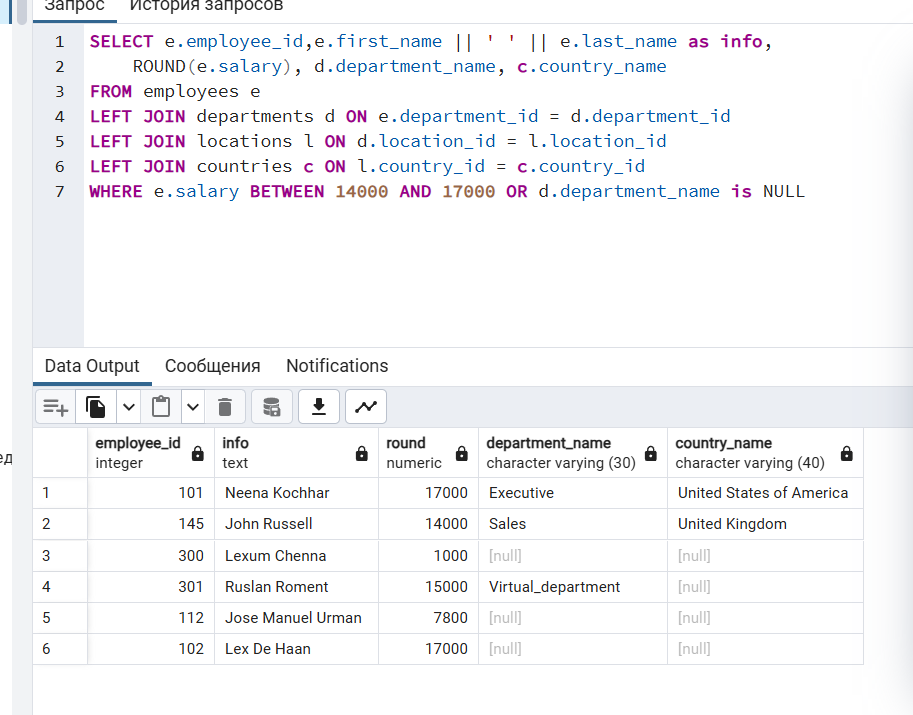 Запрос История запросов
1 SELECT e.employee_id,e.first_name || ' ' || e.last_name as info,
2 ROUND(e.salary), d.department_name, c.country_name
3 FROM employees e
4 LEFT JOIN departments d ON e.department_id = d.department_id
5 LEFT JOIN locations l ON d.location_id = l.location_id
6 LEFT JOIN countries c ON l.country_id = c.country_id
7 WHERE e.salary BETWEEN 14000 AND 17000 OR d.department_name is NULL
Data Output Сообщения Notifications
employee_id info round department_name country_name
integer text numeric character varying (30) character varying (40)
1 101 Neena Kochhar 17000 Executive United States of America
2 145 John Russell 14000 Sales United Kingdom
3 300 Lexum Chenna 1000 [null] [null]
4 301 Ruslan Roment 15000 Virtual_department [null]
5 112 Jose Manuel Urman 7800 [null] [null]
6 102 Lex De Haan 17000 [null] [null]